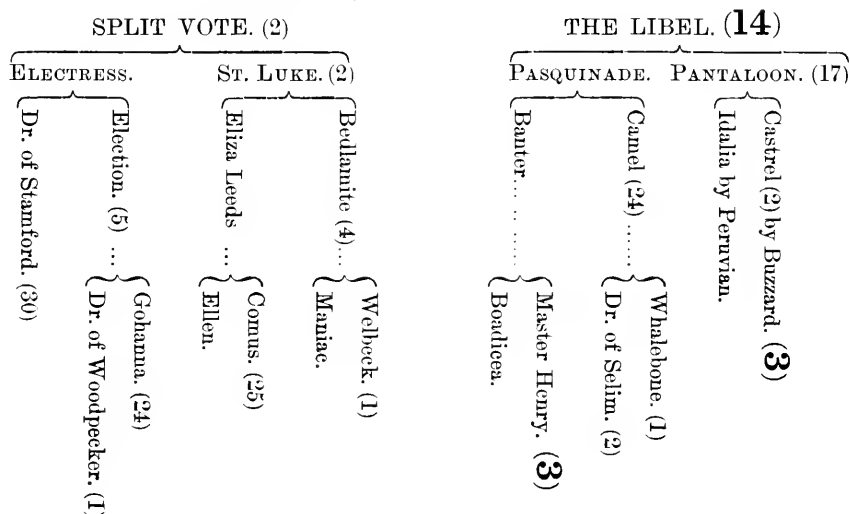 SPLIT VOTE. (2)
ELECTRESS.
ST. LUKE. (2)
Dr. of Stamford. (30)
Election. (5) ...
Dr. of Woodpecker. (1)
Gohanna. (24)
Eliza Leeds ...
Bedlamite (4)...
Ellen.
Comus. (25)
Maniac.
Welbeck. (1)
THE LIBEL. (14)
PASQUINADE.
PANTALOON. (17)
Banter... .. .....
Camel (24) ......
Boadicea.
Master Henry. (3)
Dr. of Selim. (2)
Whalebone. (1)
Idalia by Peruvian.
Castrel (2) by Buzzard. (3)